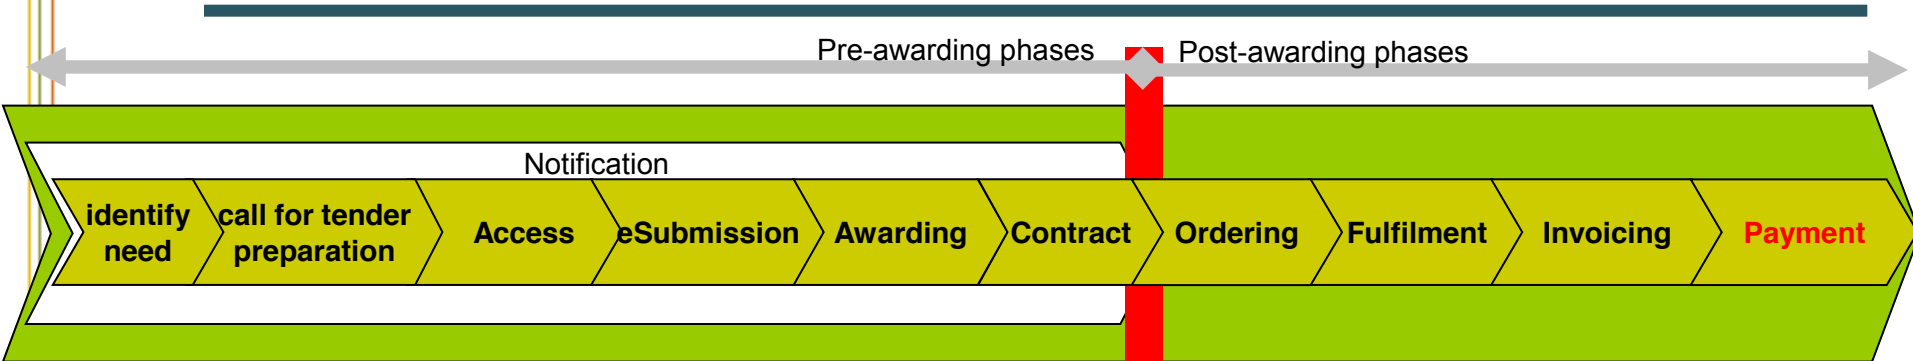 Pre-awarding phases
Post-awarding phases
Notification
identify
need
call for tender
preparation
Access
eSubmission
Awarding
Contract
Ordering
Fulfilment
Invoicing
Payment